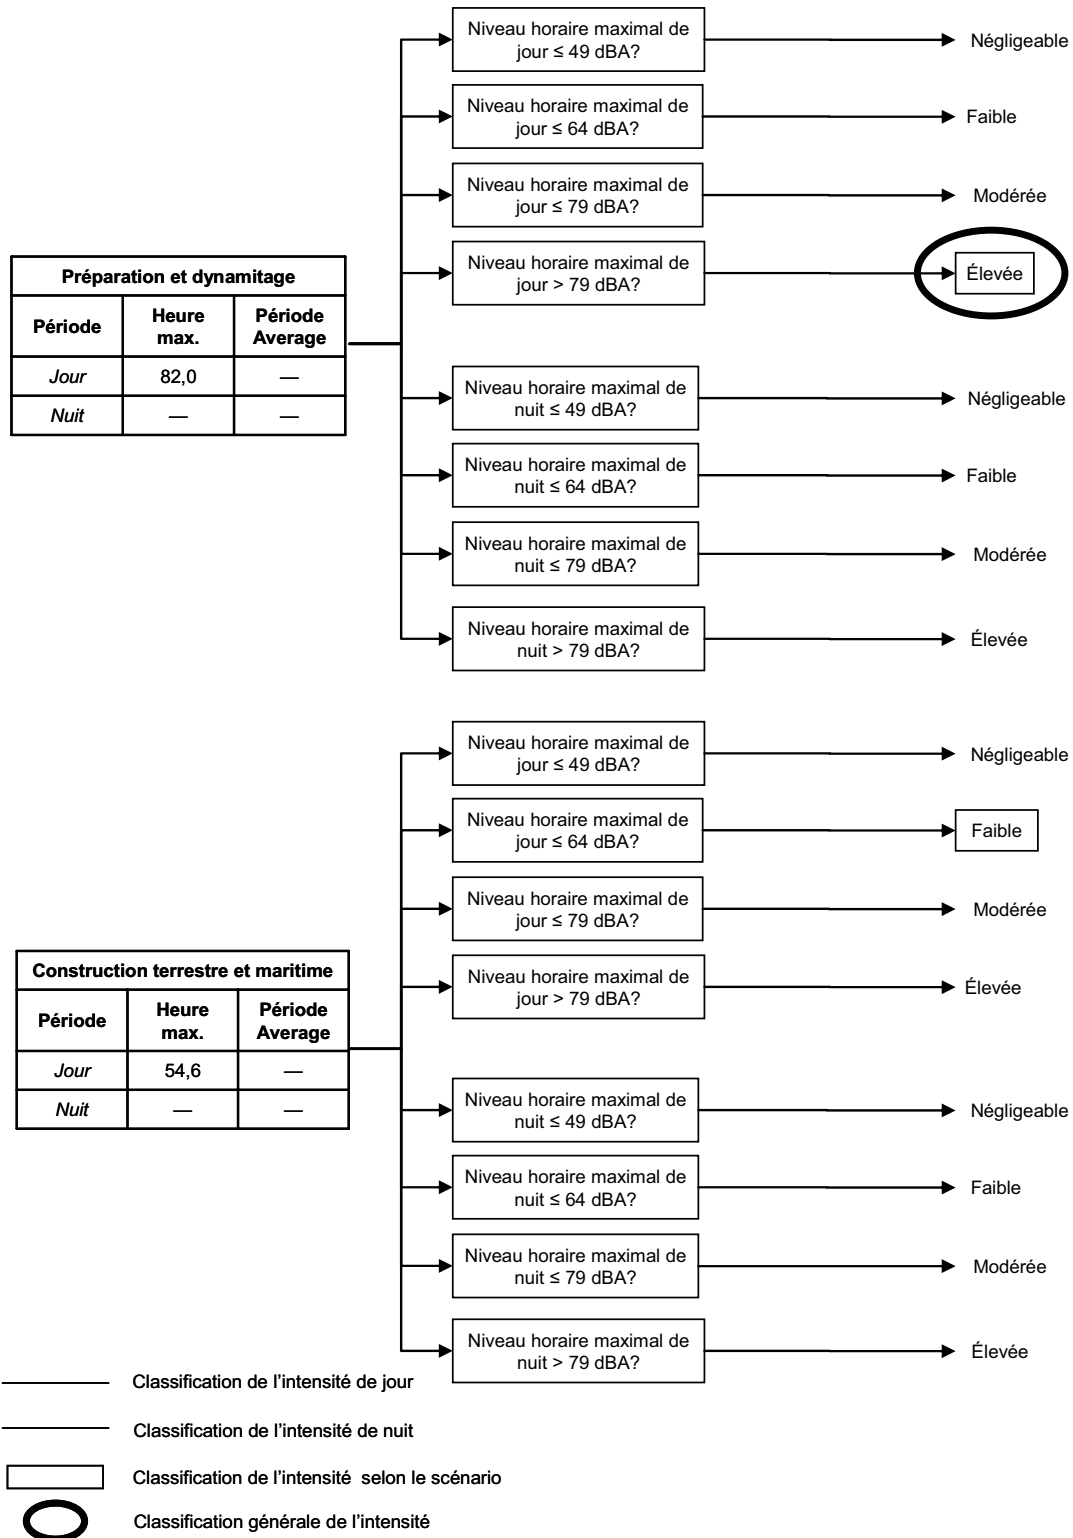 Niveau horaire maximal de
jour ≤ 49 dBA?
Négligeable
Niveau horaire maximal de
jour ≤ 64 dBA?
Faible
Niveau horaire maximal de
jour ≤ 79 dBA?
Modérée
Niveau horaire maximal de
jour > 79 dBA?
Élevée
Préparation et dynamitage
Période
Heure
max.
Période
Average
Jour
82,0
—
Nuit
—
—
Niveau horaire maximal de
nuit ≤ 49 dBA?
Négligeable
Niveau horaire maximal de
nuit ≤ 64 dBA?
Faible
Niveau horaire maximal de
nuit ≤ 79 dBA?
Modérée
Niveau horaire maximal de
nuit > 79 dBA?
Élevée
Niveau horaire maximal de
jour ≤ 49 dBA?
Négligeable
Niveau horaire maximal de
jour ≤ 64 dBA?
Faible
Niveau horaire maximal de
jour ≤ 79 dBA?
Modérée
Niveau horaire maximal de
jour > 79 dBA?
Élevée
Construction terrestre et maritime
Période
Heure
max.
Période
Average
Jour
54,6
—
Nuit
—
—
Niveau horaire maximal de
nuit ≤ 49 dBA?
Négligeable
Niveau horaire maximal de
nuit ≤ 64 dBA?
Faible
Niveau horaire maximal de
nuit ≤ 79 dBA?
Modérée
Niveau horaire maximal de
nuit > 79 dBA?
Élevée
Classification de l'intensité de jour
Classification de l'intensité de nuit
Classification de l'intensité selon le scénario
Classification générale de l'intensité